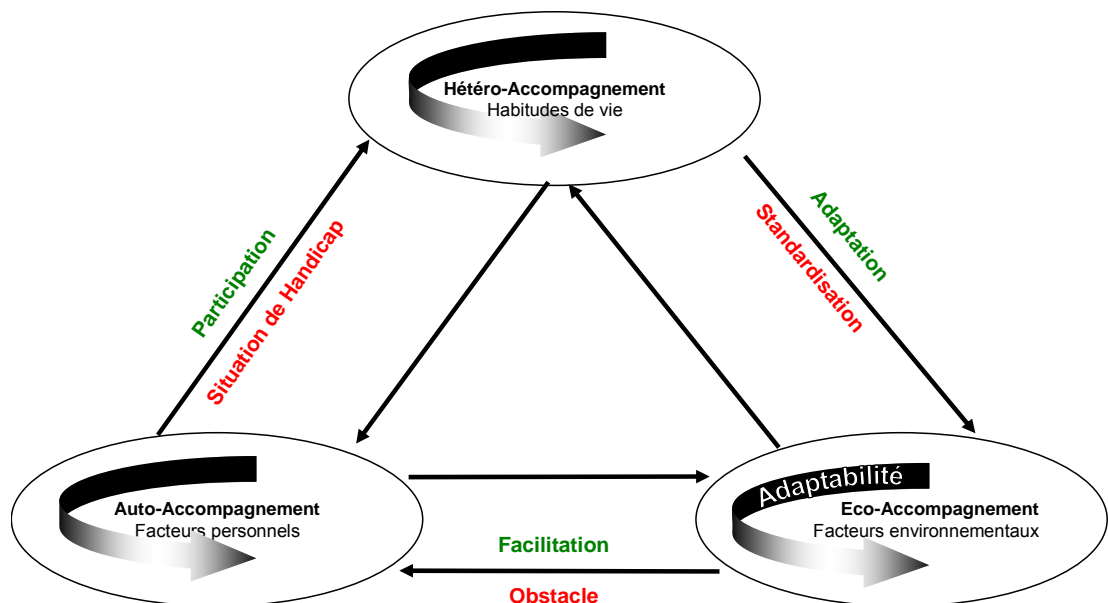 Hétéro-Accompagnement
Habitudes de vie
Participation
Situation de Handicap
Adaptation
Standardisation
Auto-Accompagnement
Facteurs personnels
Adaptabilité
Eco-Accompagnement
Facteurs environnementaux
Facilitation
Obstacle